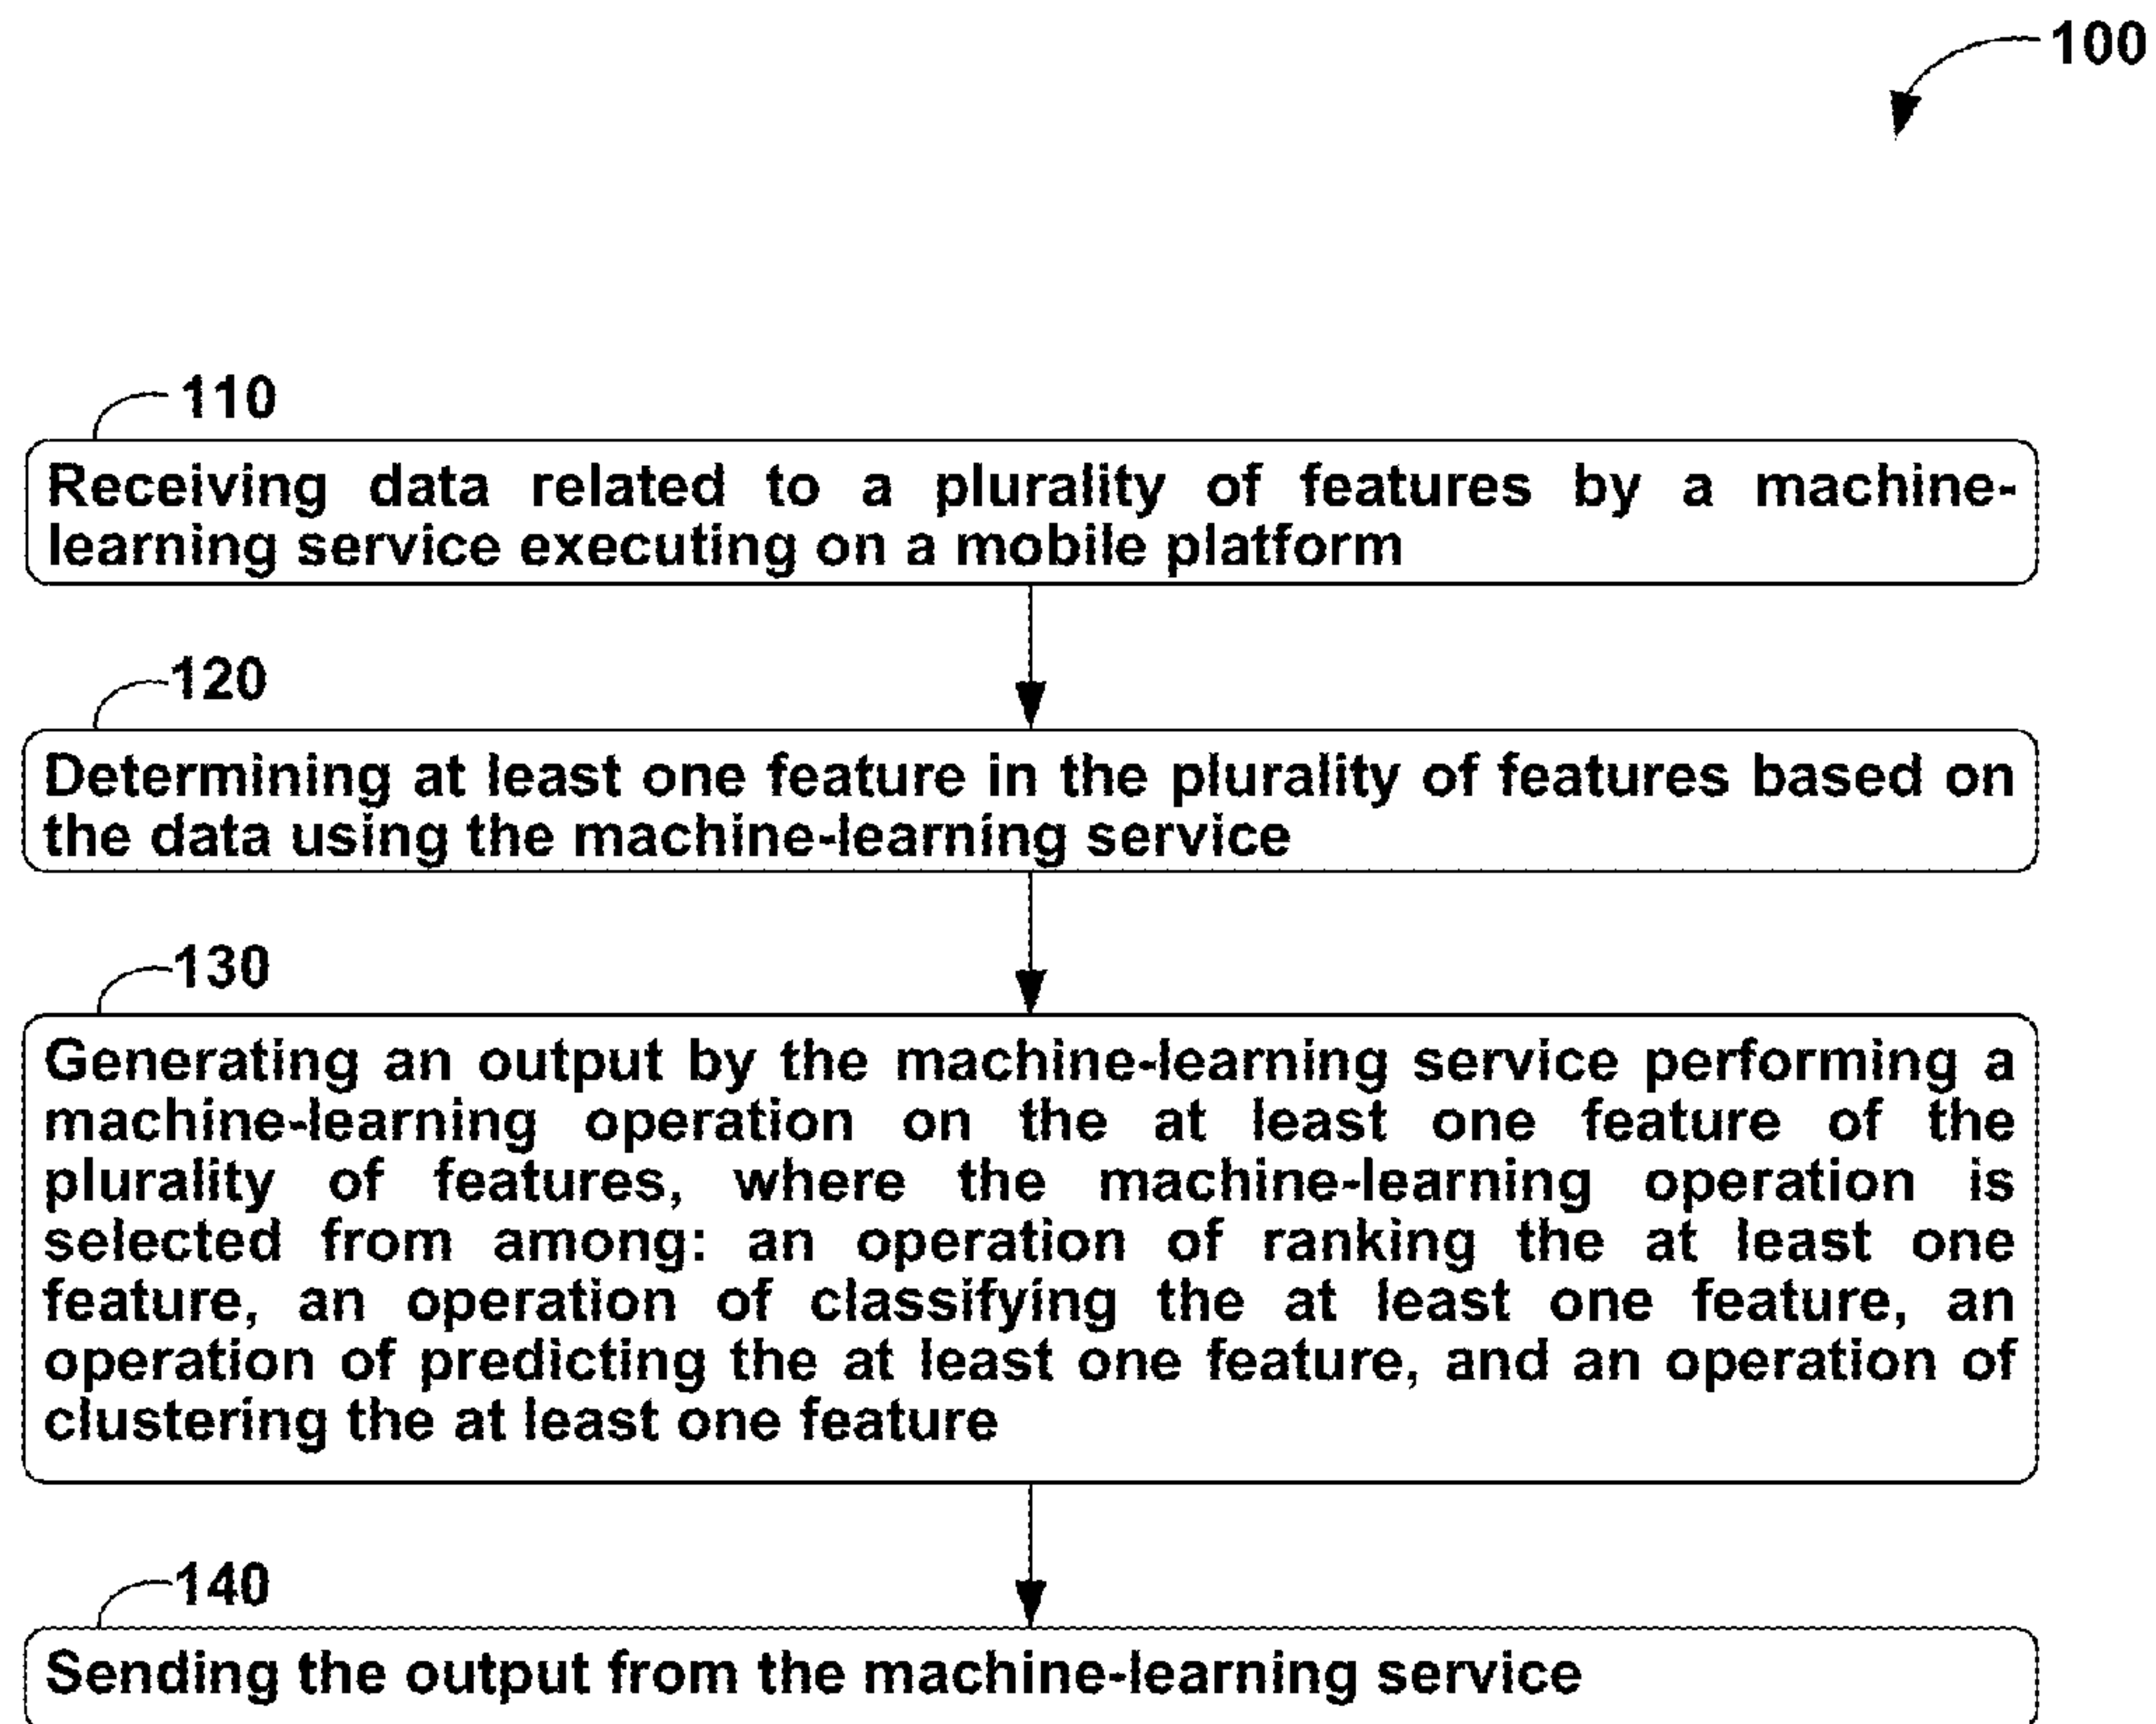 100
110
Receiving data related to a plurality of features by a machine-
learning service executing on a mobile platform
120
Determining at least one feature in the plurality of features based on
the data using the machine-learning service
130
Generating an output by the machine-learning service performing a
machine-learning operation on the at least one feature of the
plurality of features, where the machine-learning operation is
selected from among: an operation of ranking the at least one
feature, an operation of classifying the at least one feature, an
operation of predicting the at least one feature, and an operation of
clustering the at least one feature
140
Sending the output from the machine-learning service